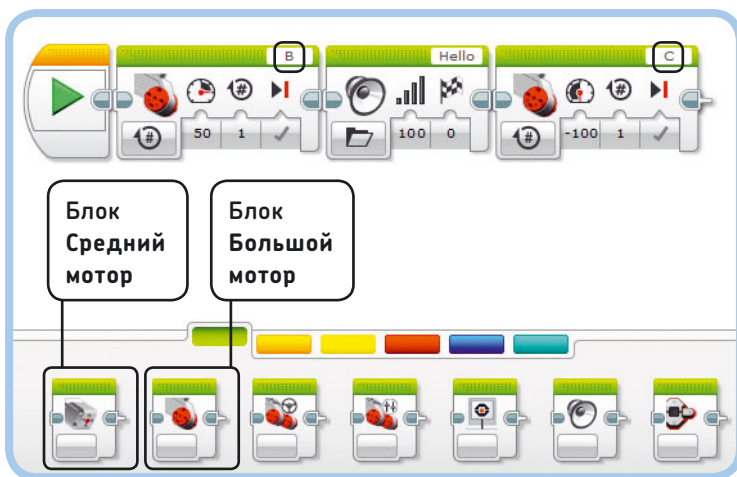 B
Hello
C
#
#
#
50
1
100
0
#
-100
1
#
Блок
Средний
мотор
Блок
Большой
мотор